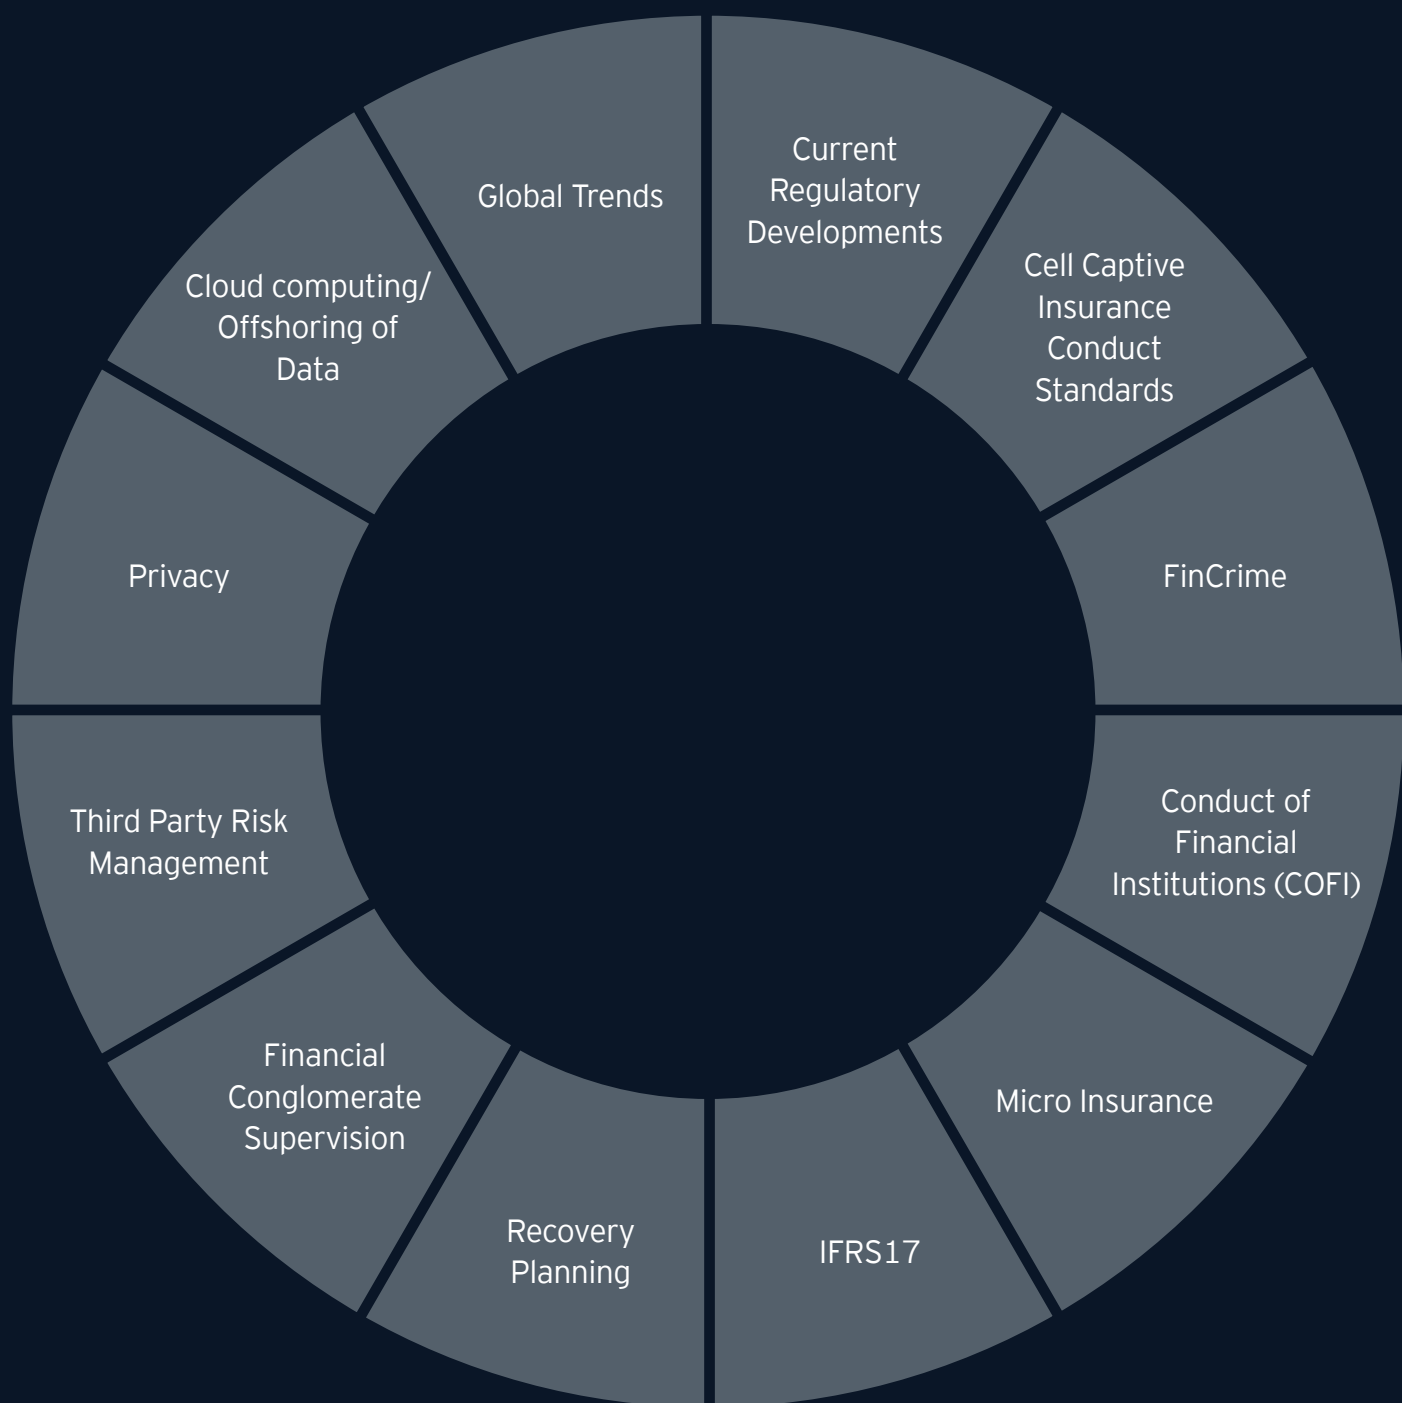 Current
Regulatory
Developments
Cell Captive
Insurance
Conduct
Standards
FinCrime
Conduct of
Financial
Institutions (COFI)
Micro Insurance
IFRS17
Recovery
Planning
Financial
Conglomerate
Supervision
Third Party Risk
Management
Privacy
Cloud computing/
Offshoring of
Data
Global Trends